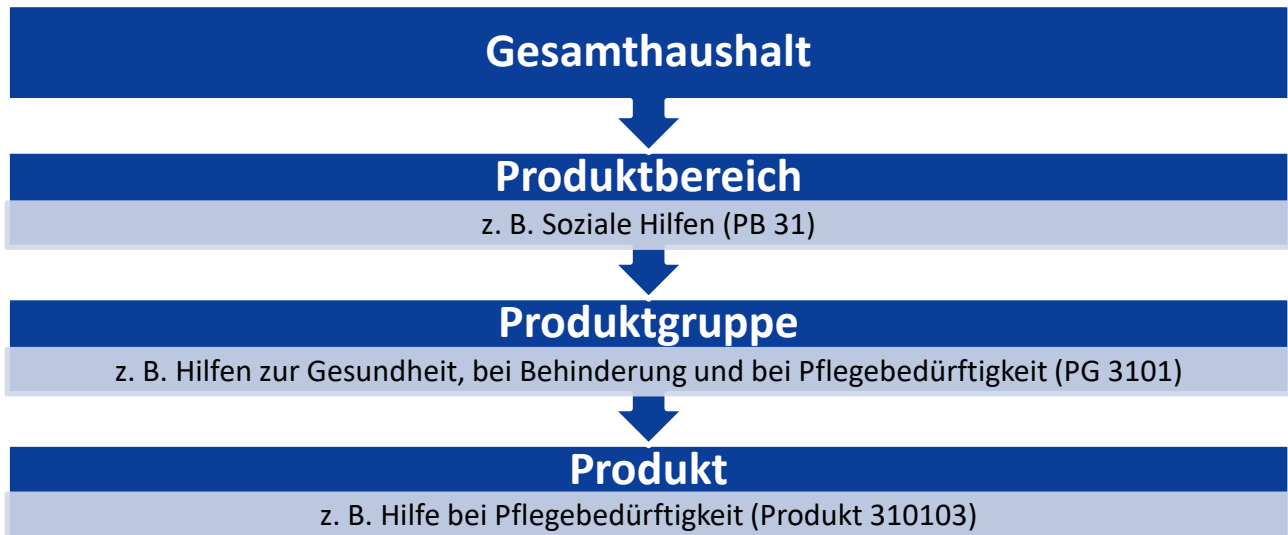 Gesamthaushalt
Produktbereich
z. B. Soziale Hilfen (PB 31)
Produktgruppe
z. B. Hilfen zur Gesundheit, bei Behinderung und bei Pflegebedürftigkeit (PG 3101)
Produkt
z. B. Hilfe bei Pflegebedürftigkeit (Produkt 310103)